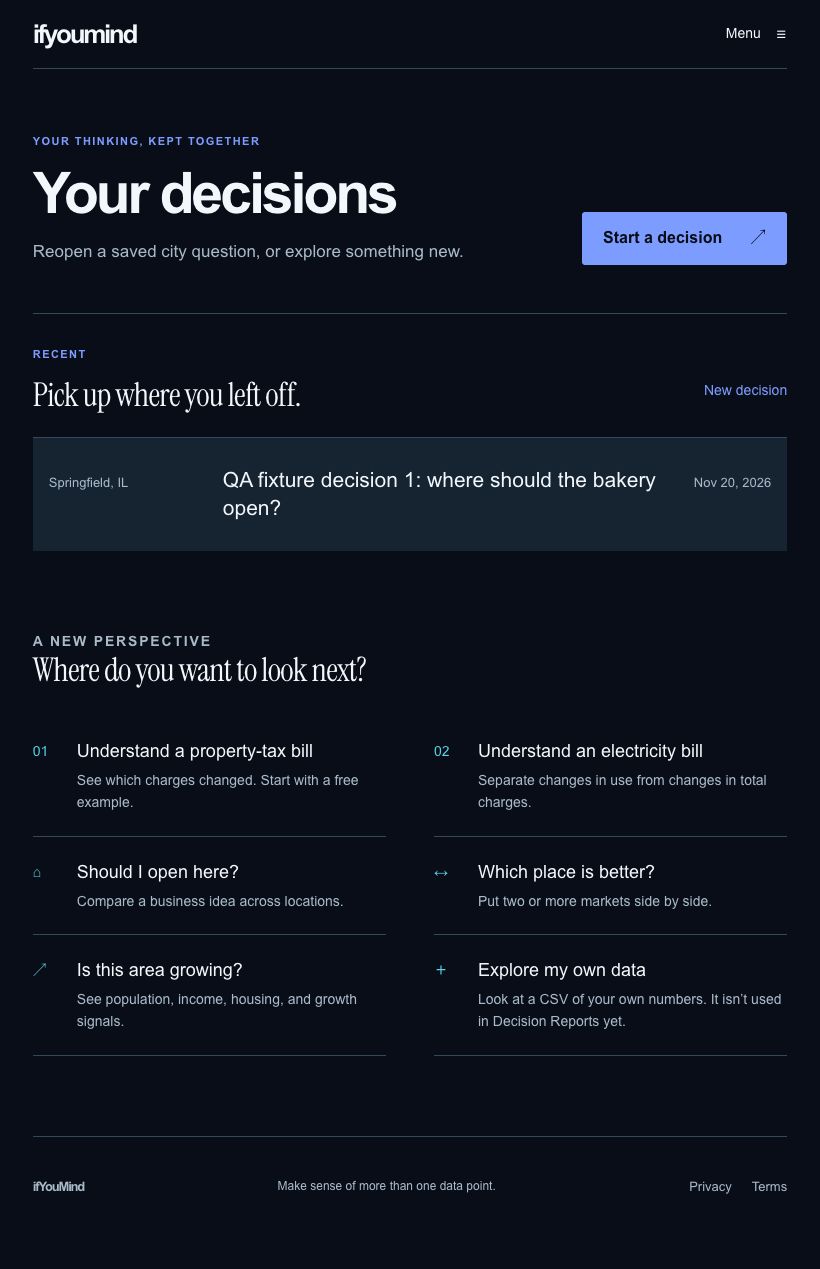 ifyoumind
Menu ≡
YOUR THINKING, KEPT TOGETHER
Your decisions
Reopen a saved city question, or explore something new.
Start a decision ↗
RECENT
Pick up where you left off.
New decision
Springfield, IL
QA fixture decision 1: where should the bakery
open?
Nov 20, 2026
A NEW PERSPECTIVE
Where do you want to look next?
01
Understand a property-tax bill
See which charges changed. Start with a free
example.
02
Understand an electricity bill
Separate changes in use from changes in total
charges.
⌂
Should I open here?
Compare a business idea across locations.
↔
Which place is better?
Put two or more markets side by side.
↗
Is this area growing?
See population, income, housing, and growth
signals.
+
Explore my own data
Look at a CSV of your own numbers. It isn’t used
in Decision Reports yet.
ifYouMind
Make sense of more than one data point.
Privacy
Terms